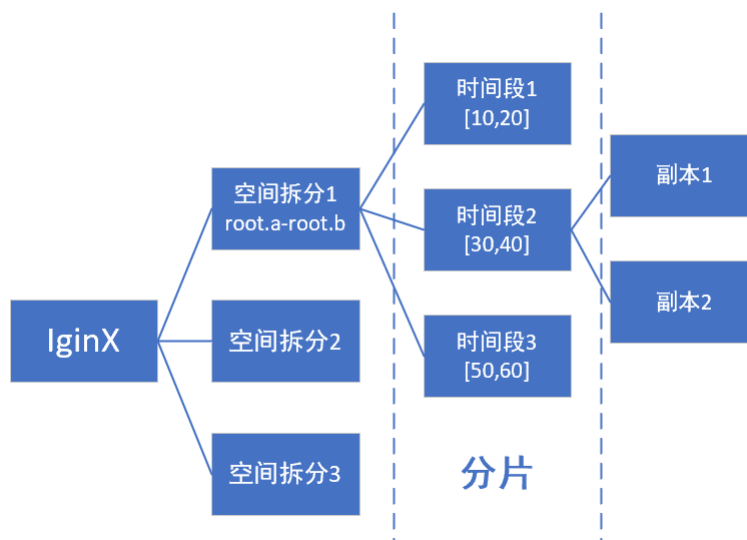 IginX
空间拆分1
root.a-root.b
空间拆分2
空间拆分3
时间段1
[10,20]
时间段2
[30,40]
时间段3
[50,60]
分片
副本1
副本2